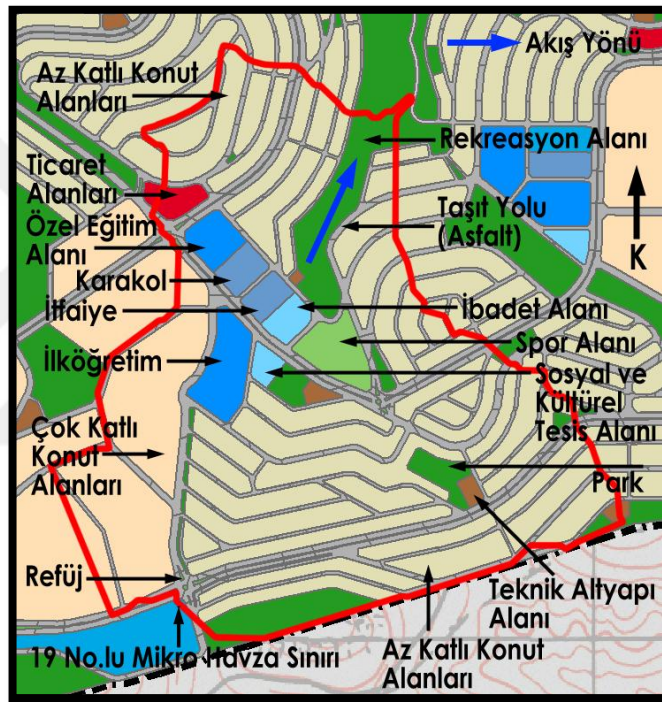 Akış Yönü
Az Katlı Konut
Alanları
Rekreasyon Alanı
Ticaret
Alanları
Taşıt Yolu
(Asfalt)
Özel Eğitim
Alanı
K
Karakol
İtfaiye
İbadet Alanı
Spor Alanı
İlköğretim
Sosyal ve
Kültürel
Tesis Alanı
Çok Katlı
Konut
Alanları
Park
Refüj
Teknik Altyapı
Alanı
19 No.lu Mikro Havza Sınırı
Az Katlı Konut
Alanları